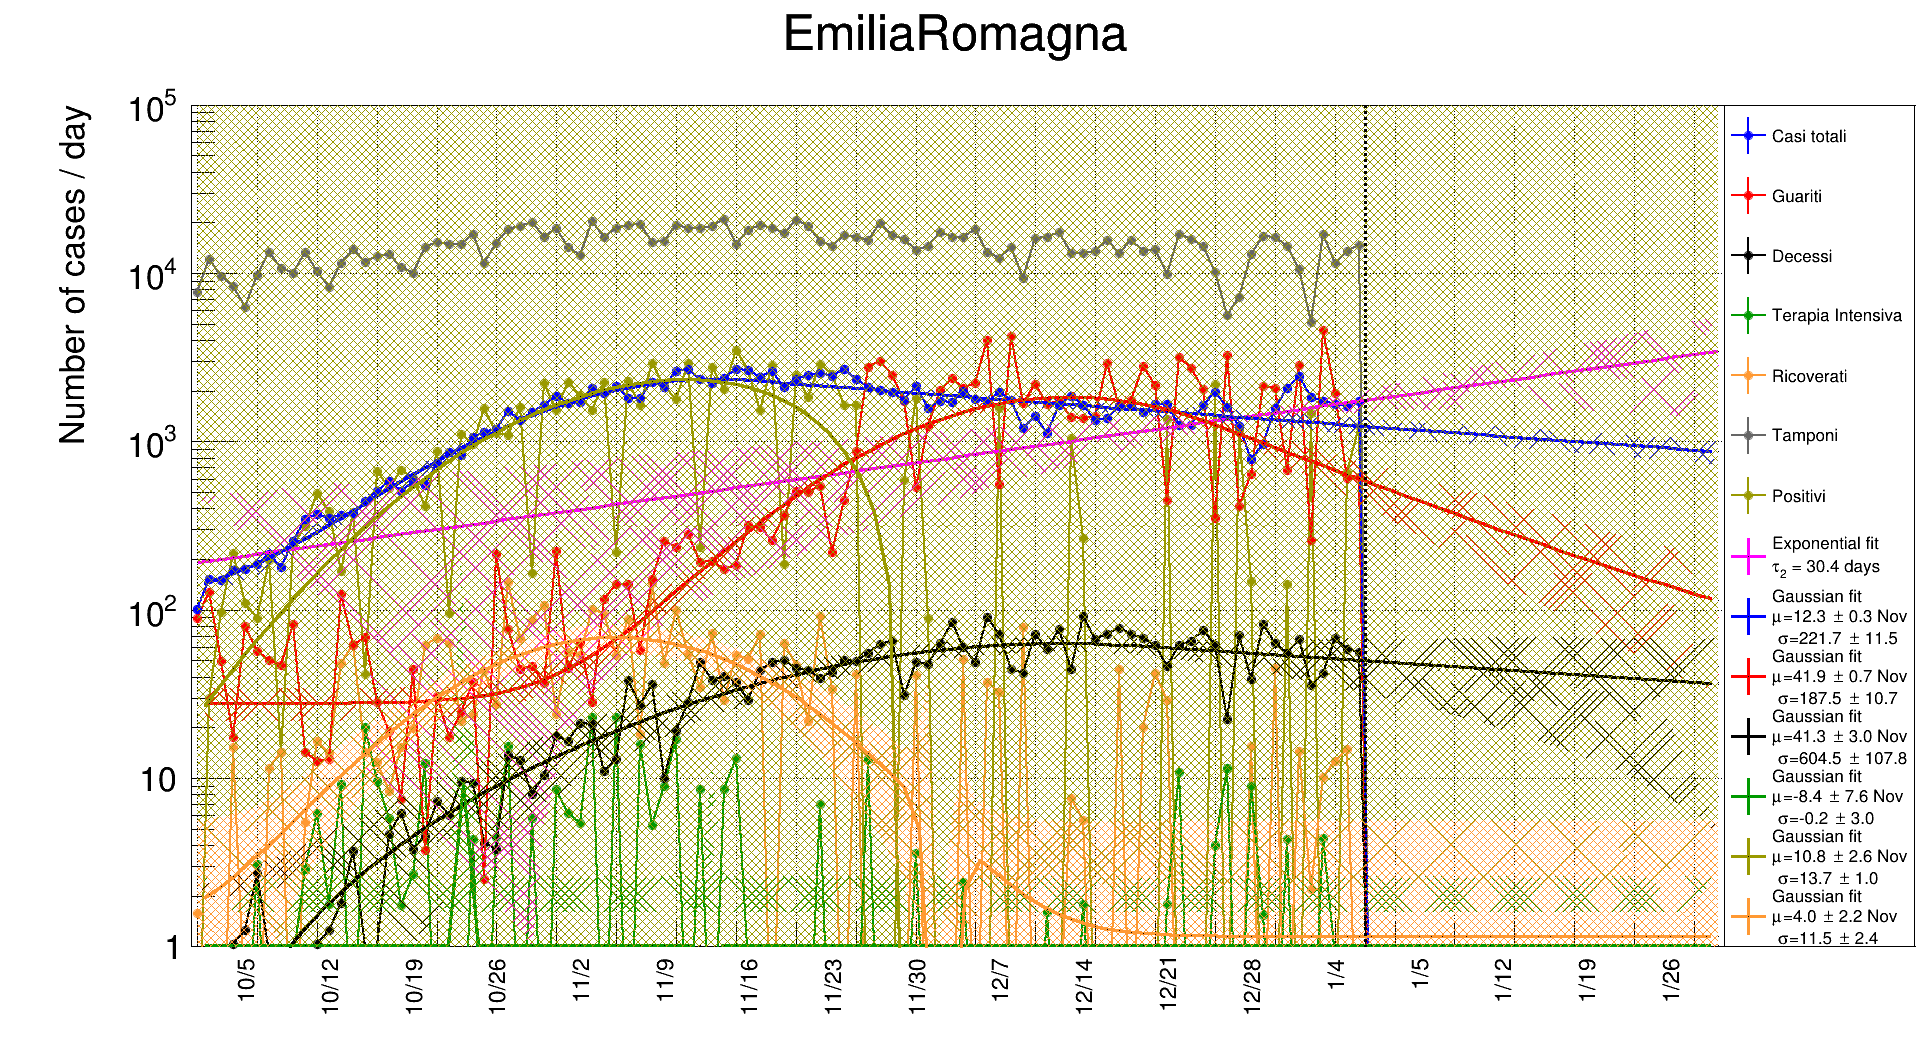 EmiliaRomagna
Number of cases / day
10^5
10^4
10^3
10^2
10
1
10/5
10/12
10/19
10/26
11/2
11/9
11/16
11/23
11/30
12/7
12/14
12/21
12/28
1/4
1/5
1/12
1/19
1/26
Casi totali
Guariti
Decessi
Terapia Intensiva
Ricoverati
Tamponi
Positivi
Exponential fit
τ₂ = 30.4 days
Gaussian fit
μ=12.3 ± 0.3 Nov
σ=221.7 ± 11.5
Gaussian fit
μ=41.9 ± 0.7 Nov
σ=187.5 ± 10.7
Gaussian fit
μ=41.3 ± 3.0 Nov
σ=604.5 ± 107.8
Gaussian fit
μ=-8.4 ± 7.6 Nov
σ=-0.2 ± 3.0
Gaussian fit
μ=10.8 ± 2.6 Nov
σ=13.7 ± 1.0
Gaussian fit
μ=4.0 ± 2.2 Nov
σ=11.5 ± 2.4